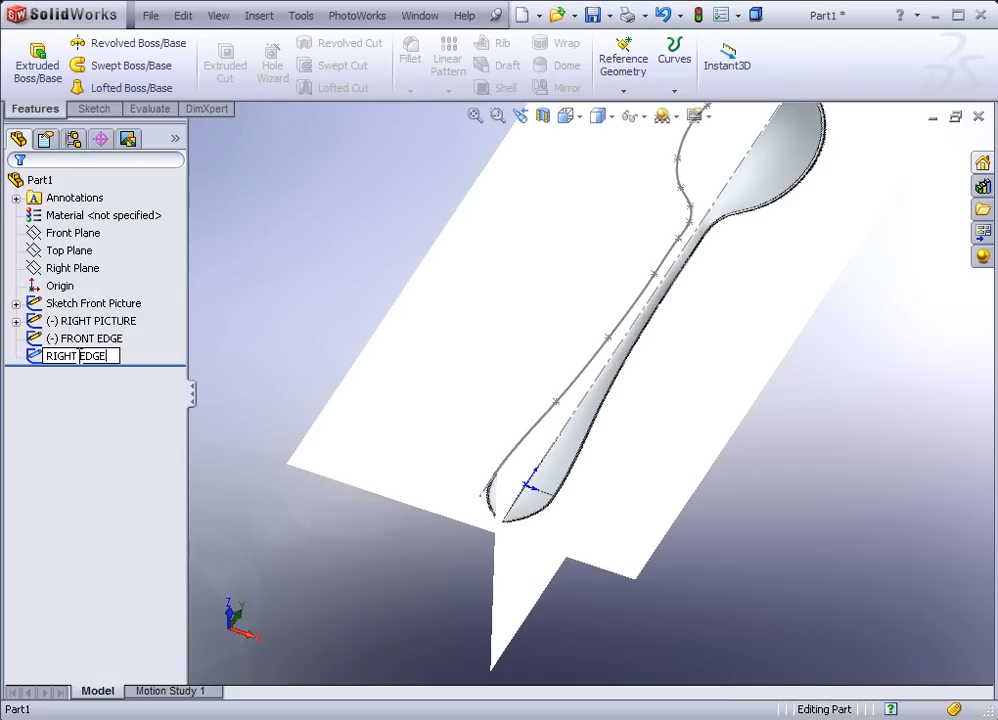 SolidWorks File Edit View Insert Tools PhotoWorks Window Help Part1 * ?
Extruded Boss/Base
Revolved Boss/Base
Swept Boss/Base
Lofted Boss/Base
Extruded Cut
Hole Wizard
Revolved Cut
Swept Cut
Lofted Cut
Fillet
Linear Pattern
Rib
Draft
Shell
Wrap
Dome
Mirror
Reference Geometry
Curves
Instant3D
Features Sketch Evaluate DimXpert
Part1
Annotations
Material <not specified>
Front Plane
Top Plane
Right Plane
Origin
Sketch Front Picture
(-) RIGHT PICTURE
(-) FRONT EDGE
RIGHT EDGE
Z Y X
Model Motion Study 1
Part1 Editing Part ?